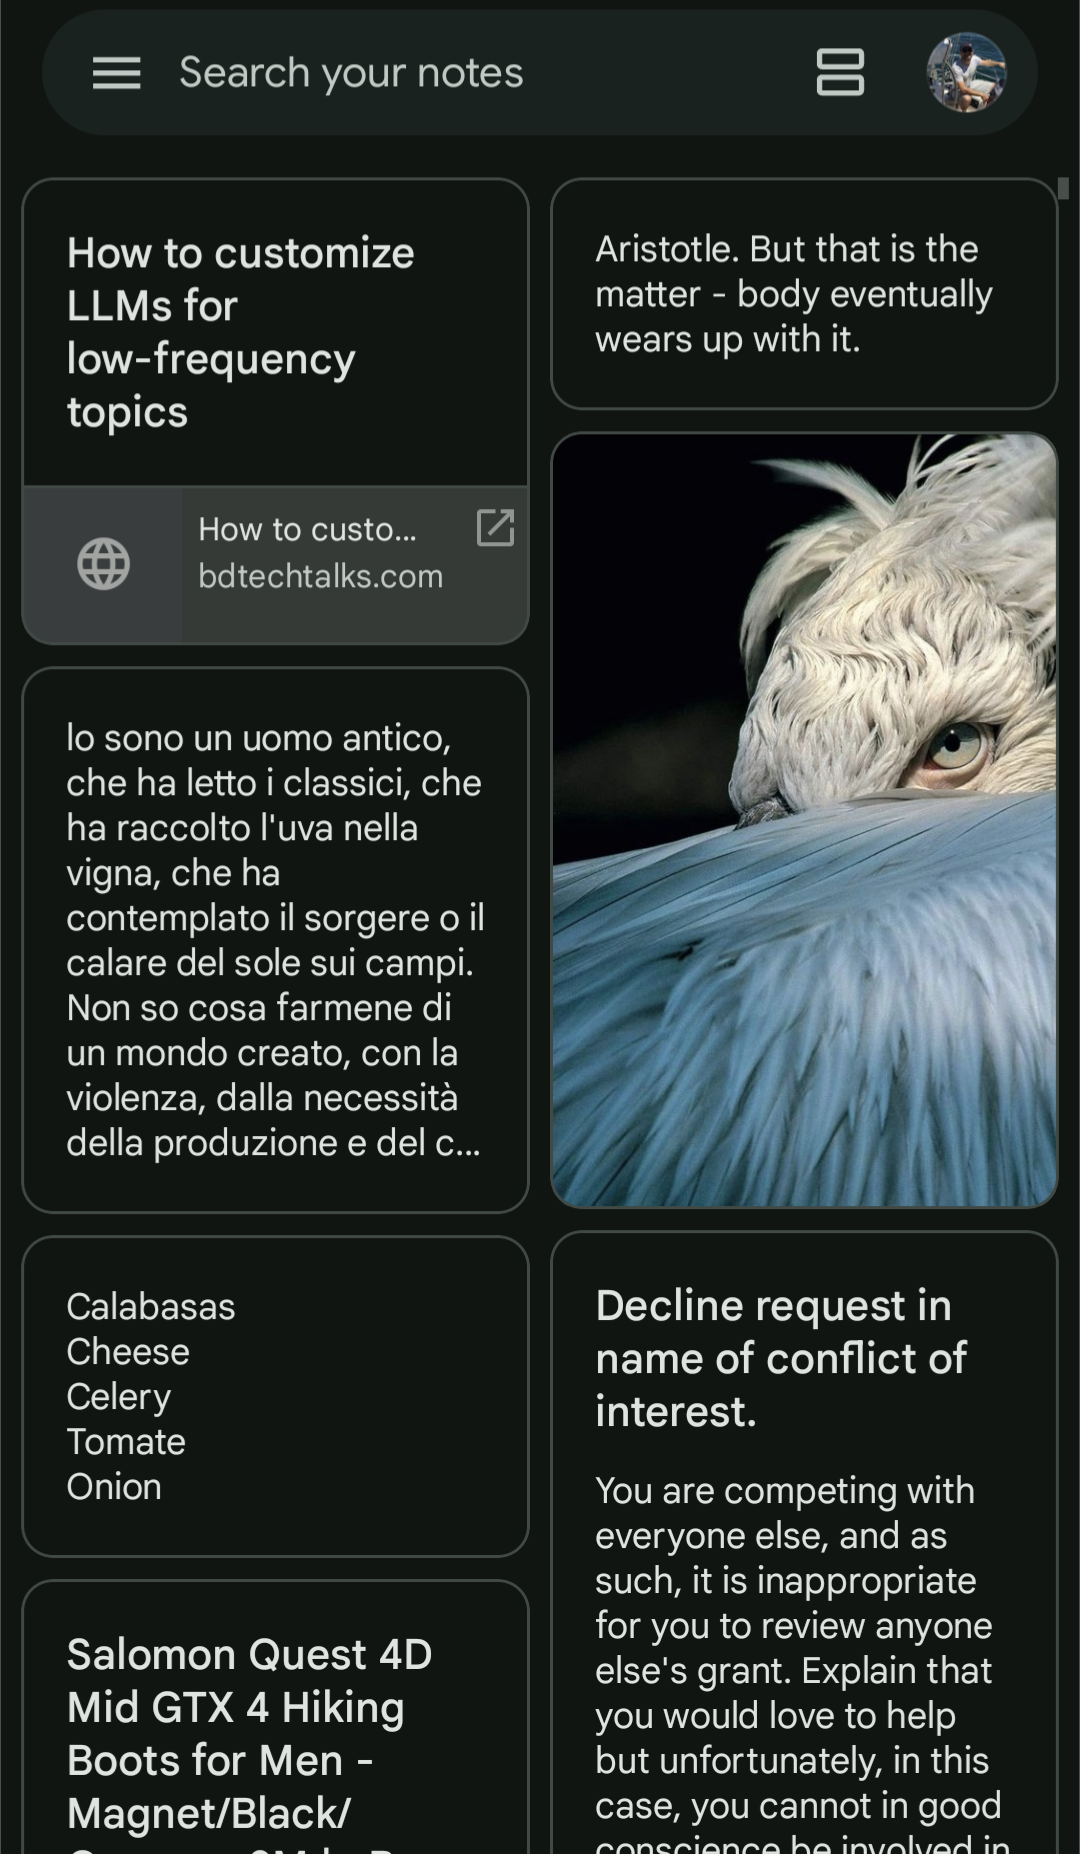 Search your notes
How to customize
LLMs for
low-frequency
topics
How to custo...
bdtechtalks.com
Io sono un uomo antico,
che ha letto i classici, che
ha raccolto l'uva nella
vigna, che ha
contemplato il sorgere o il
calare del sole sui campi.
Non so cosa farmene di
un mondo creato, con la
violenza, dalla necessità
della produzione e del c...
Calabasas
Cheese
Celery
Tomate
Onion
Salomon Quest 4D
Mid GTX 4 Hiking
Boots for Men -
Magnet/Black/
Aristotle. But that is the
matter - body eventually
wears up with it.
Decline request in
name of conflict of
interest.
You are competing with
everyone else, and as
such, it is inappropriate
for you to review anyone
else's grant. Explain that
you would love to help
but unfortunately, in this
case, you cannot in good
conscience be involved in